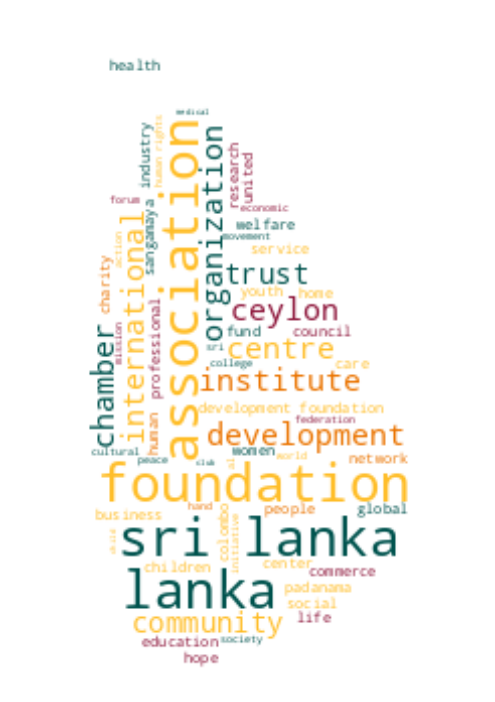 health
medical
industry
human rights
association
organization
research
united
forum
economic
sangamaya
international
action
welfare
movement
service
charity
trust
youth home
ceylon
professional
mission
chamber
fund
council
sri
centre
college
care
institute
human
development foundation
federation
development
cultural
women
world
peace
club
al
network
foundation
hand
business
colombo
people
global
initiative
child
sri lanka
children
center
commerce
lanka
padanama
social
community
life
education
society
hope